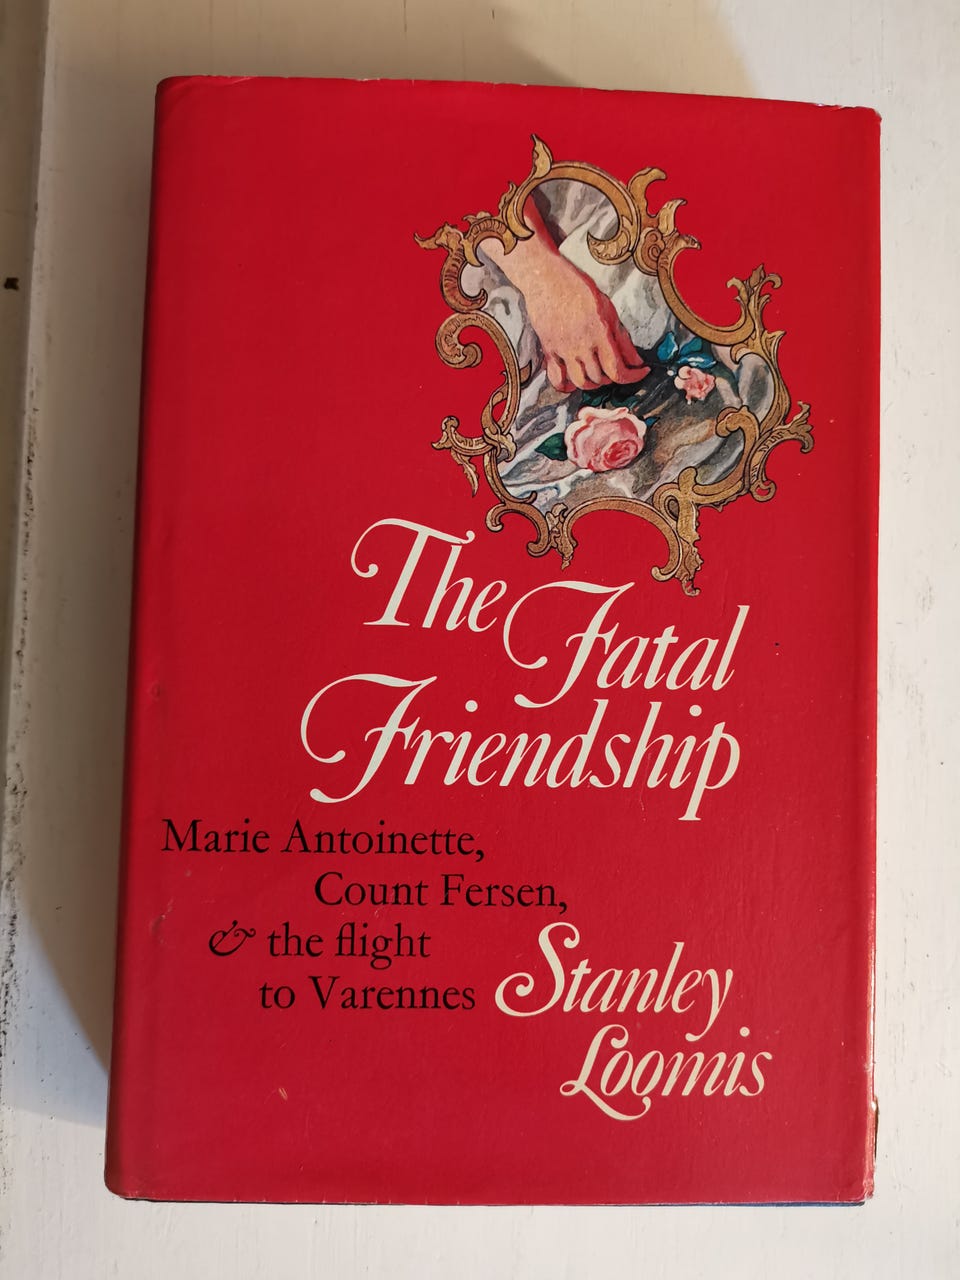 The Fatal
Friendship
Marie Antoinette,
Count Fersen,
& the flight
to Varennes
Stanley
Loomis